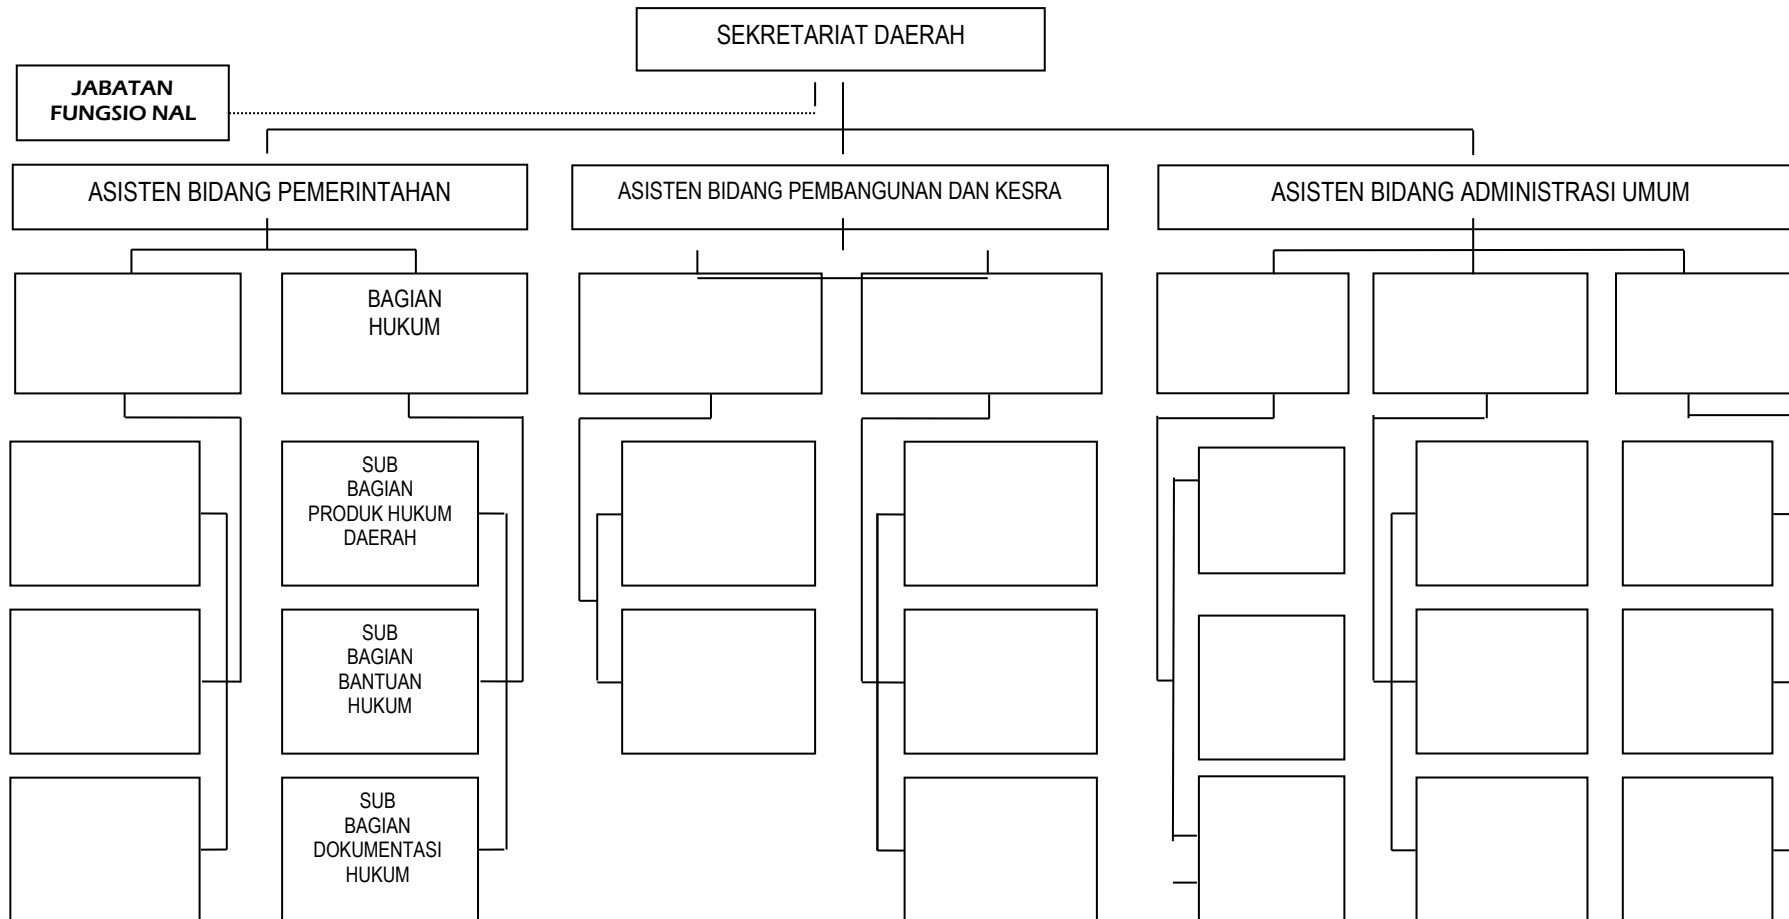 SEKRETARIAT DAERAH
JABATAN
FUNGSIO NAL
ASISTEN BIDANG PEMERINTAHAN
ASISTEN BIDANG PEMBANGUNAN DAN KESRA
ASISTEN BIDANG ADMINISTRASI UMUM
BAGIAN
HUKUM
SUB
BAGIAN
PRODUK HUKUM
DAERAH
SUB
BAGIAN
BANTUAN
HUKUM
SUB
BAGIAN
DOKUMENTASI
HUKUM